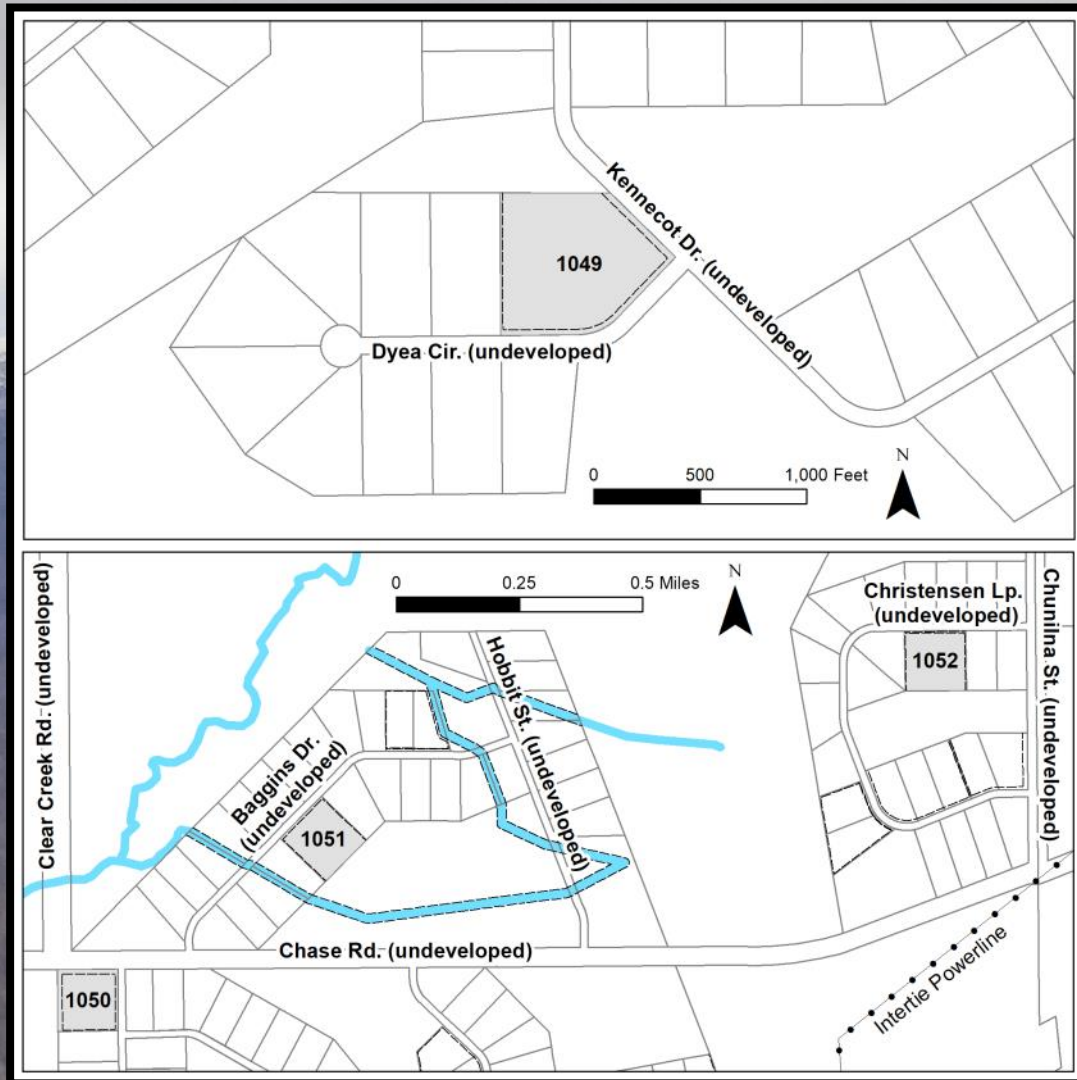 Kennecot Dr. (undeveloped)
1049
Dyea Cir. (undeveloped)
0 500 1,000 Feet
N
Clear Creek Rd. (undeveloped)
0 0.25 0.5 Miles
N
Christensen Lp.
(undeveloped)
Chunilna St. (undeveloped)
1052
Hobbit St. (undeveloped)
Baggins Dr.
(undeveloped)
1051
Chase Rd. (undeveloped)
1050
Intertie Powerline